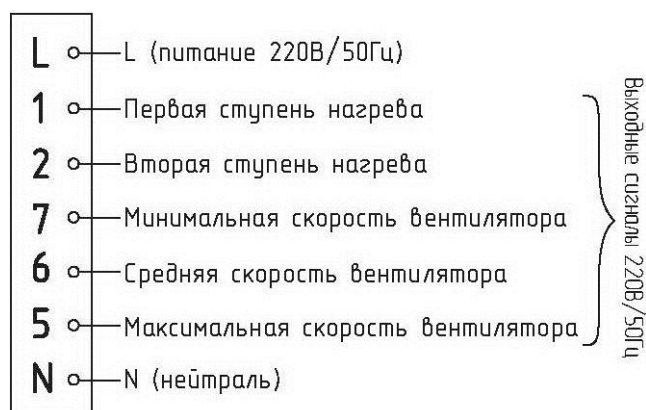 L L (питание 220В/50Гц)
1 Первая ступень нагрева
2 Вторая ступень нагрева
7 Минимальная скорость вентилятора
6 Средняя скорость вентилятора
5 Максимальная скорость вентилятора
N N (нейтраль)
Выходные сигналы 220В/50Гц